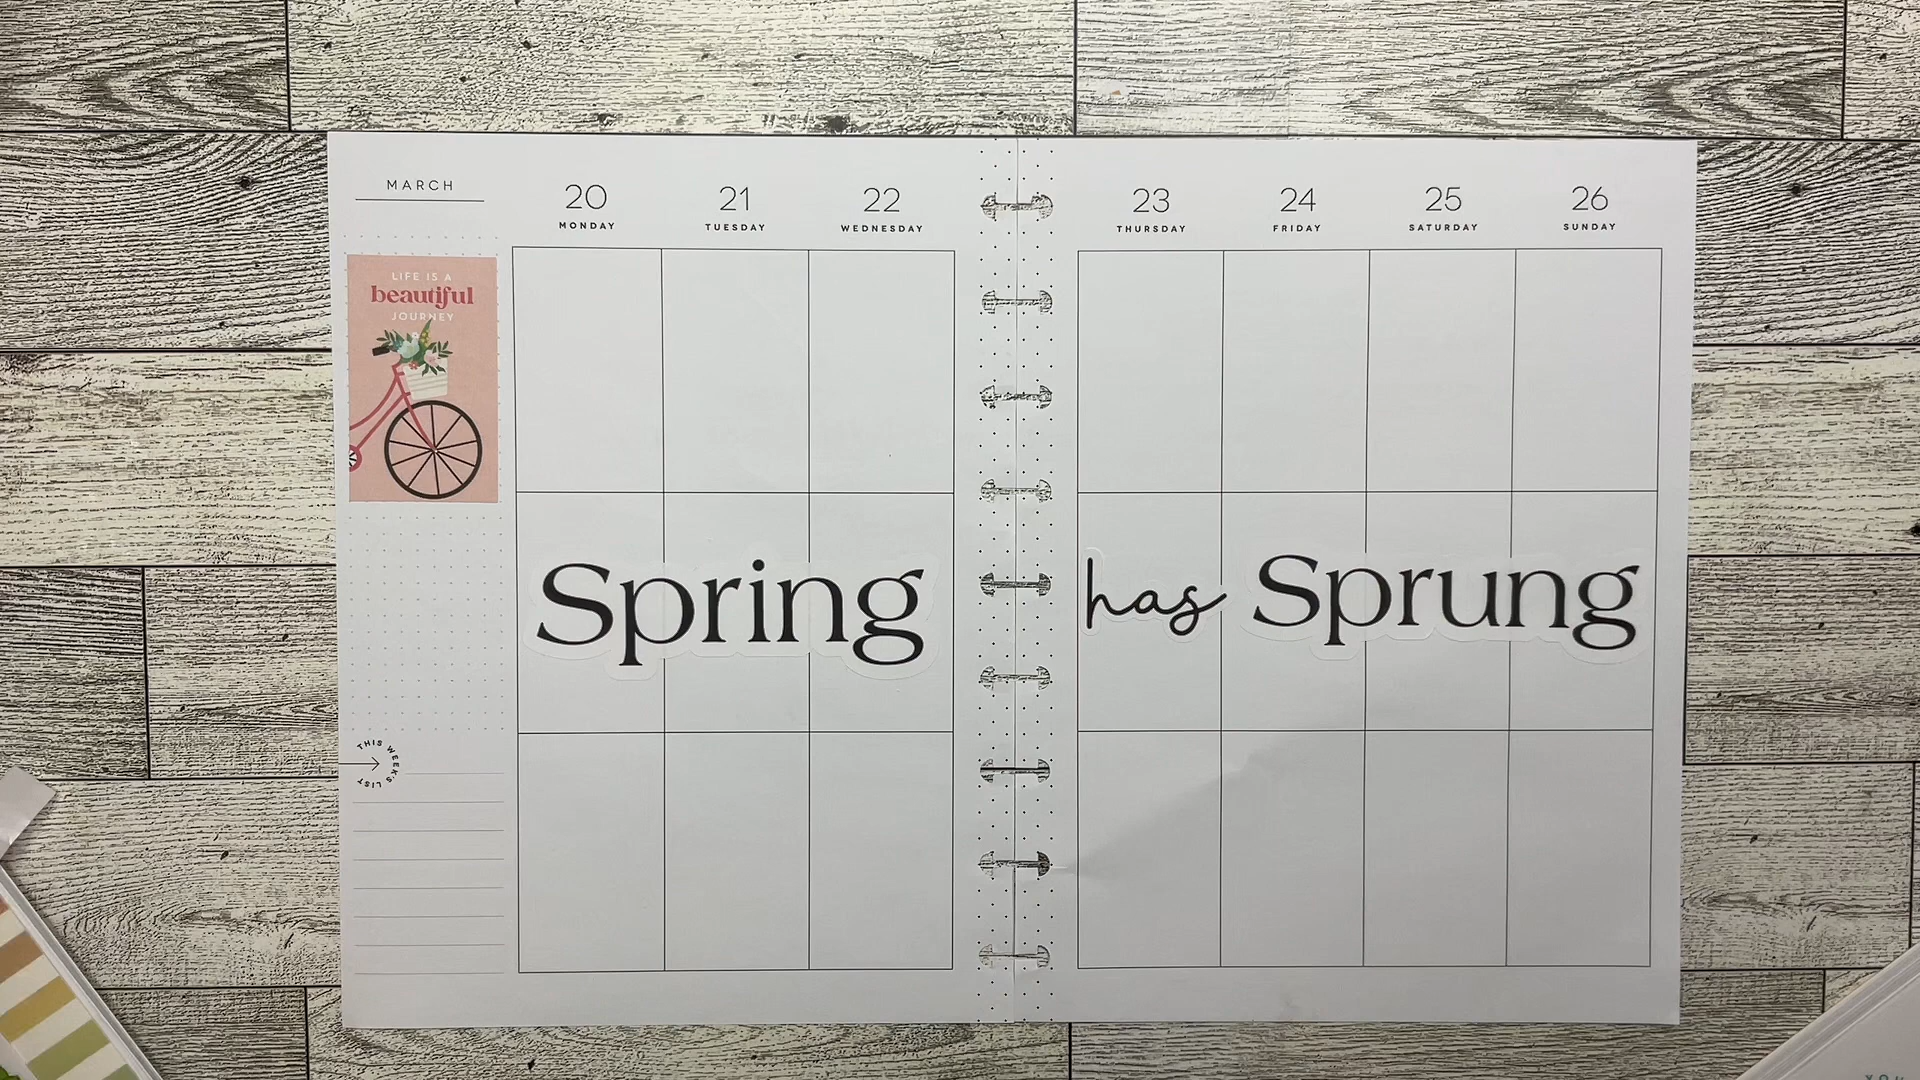 MARCH
20 21 22 23 24 25 26
MONDAY TUESDAY WEDNESDAY THURSDAY FRIDAY SATURDAY SUNDAY
LIFE IS A
beautiful
JOURNEY
Spring has Sprung
THIS WEEK'S LIST